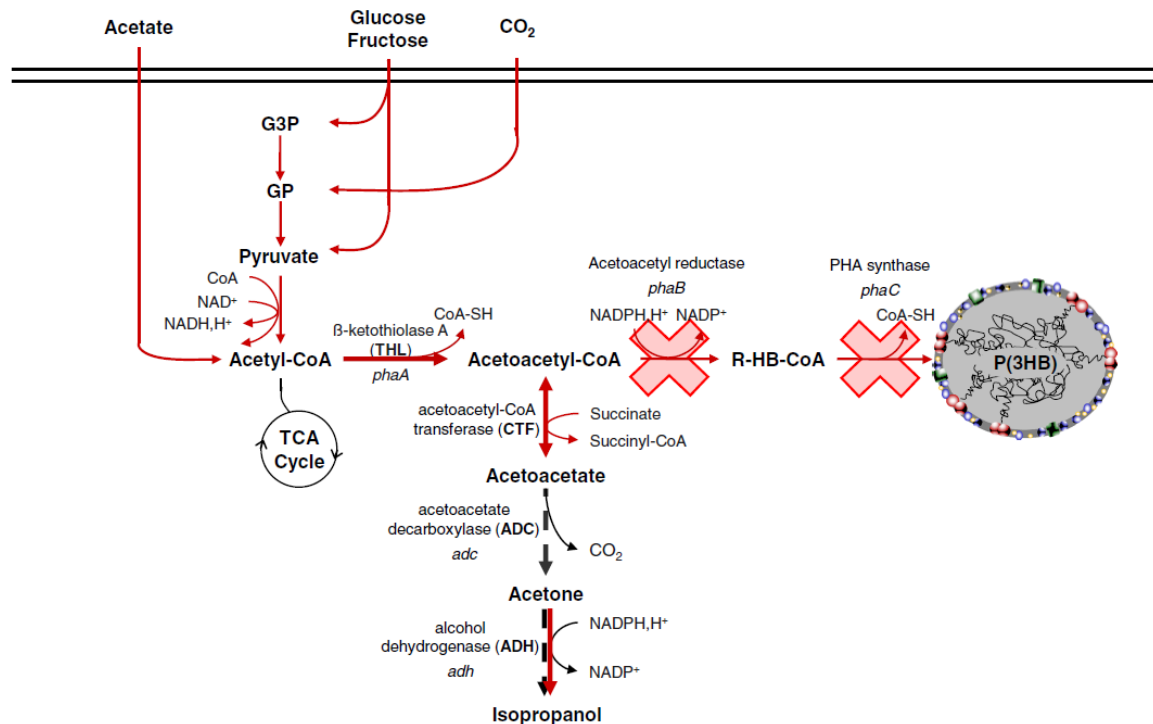 Acetate
Glucose
Fructose
CO2
G3P
GP
Pyruvate
CoA
NAD+
NADH,H+
Acetyl-CoA
ß-ketothiolase A
(THL)
phaA
CoA-SH
Acetoacetyl-CoA
Acetoacetyl reductase
phaB
NADPH,H+ NADP+
R-HB-CoA
PHA synthase
phaC
CoA-SH
P(3HB)
TCA
Cycle
acetoacetyl-CoA
transferase (CTF)
Succinate
Succinyl-CoA
Acetoacetate
acetoacetate
decarboxylase (ADC)
adc
CO2
Acetone
alcohol
dehydrogenase (ADH)
adh
NADPH,H+
NADP+
Isopropanol